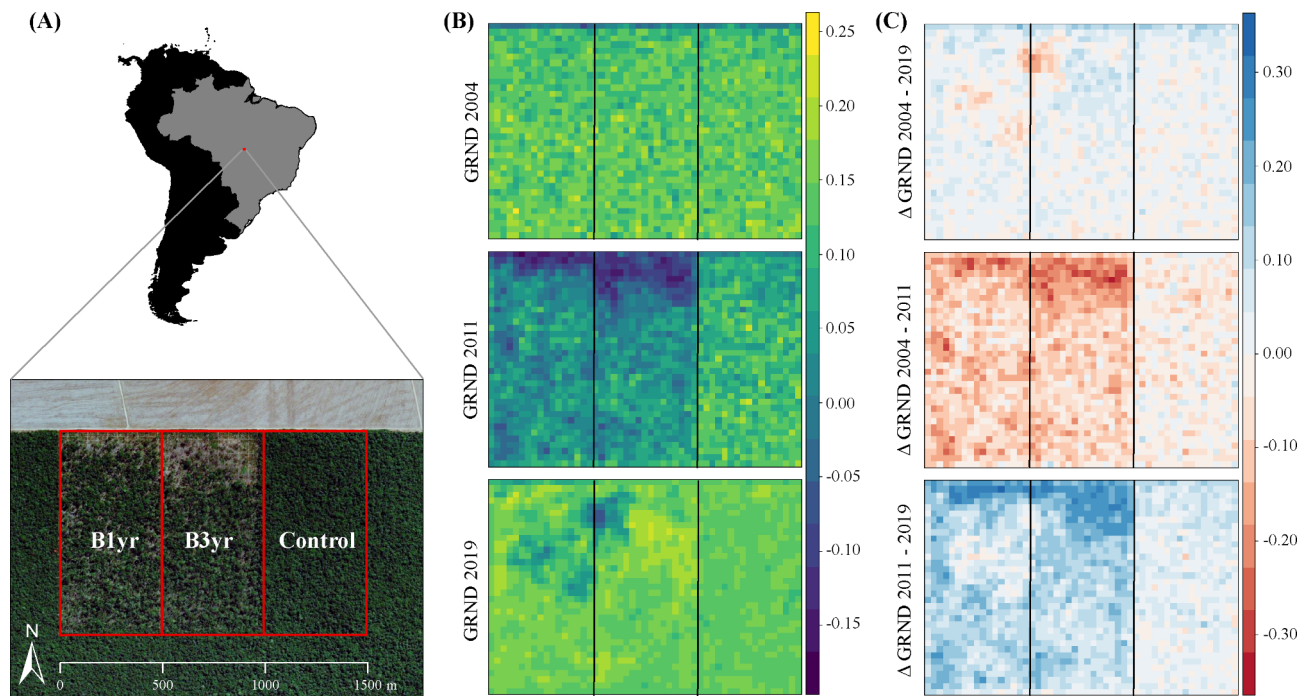 (A)
B1yr
B3yr
Control
N
0
500
1000
1500 m
(B)
GRND 2004
GRND 2011
GRND 2019
0.25
0.20
0.15
0.10
0.05
0.00
-0.05
-0.10
-0.15
(C)
Δ GRND 2004 - 2019
Δ GRND 2004 - 2011
Δ GRND 2011 - 2019
0.30
0.20
0.10
0.00
-0.10
-0.20
-0.30